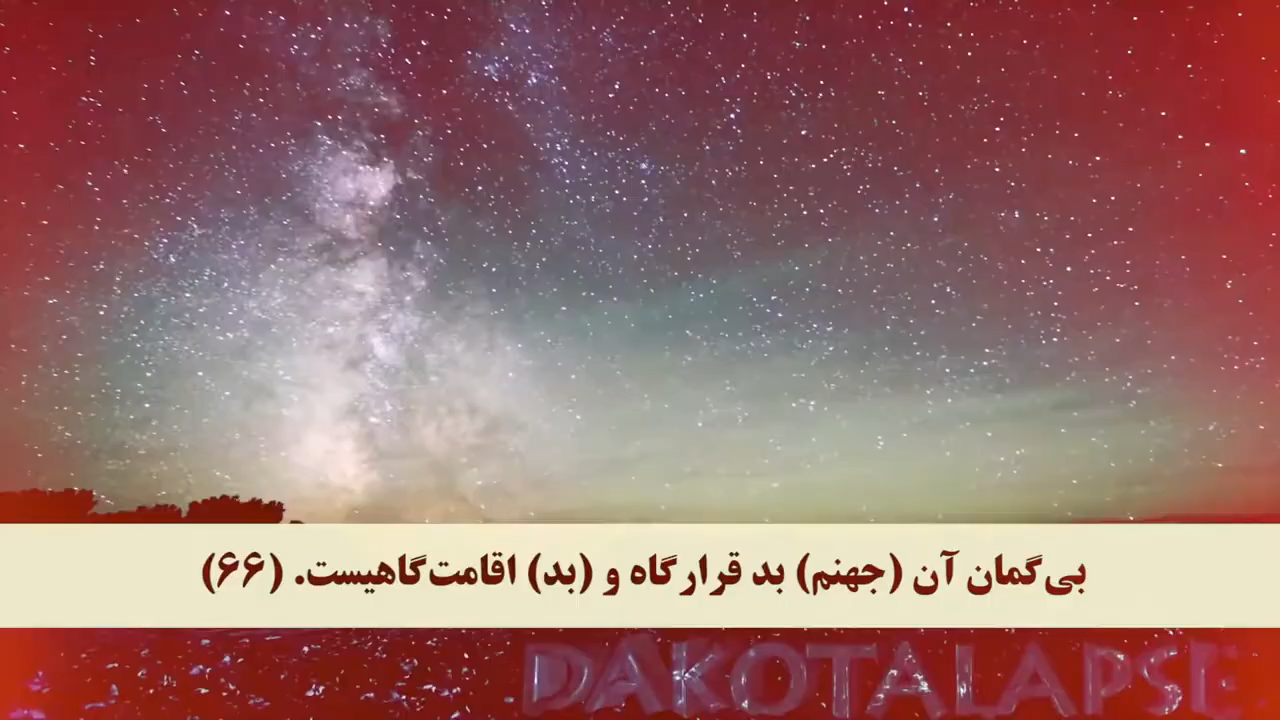 بی‌گمان آن (جهنم) بد قرارگاه و (بد) اقامت‌گاهیست. (۶۶)
DAKOTALAPSE